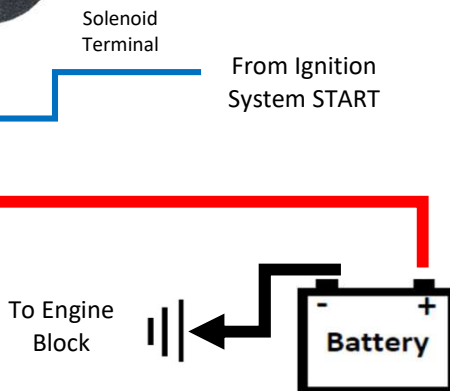 Solenoid
Terminal
From Ignition
System START
To Engine
Block
- +
Battery